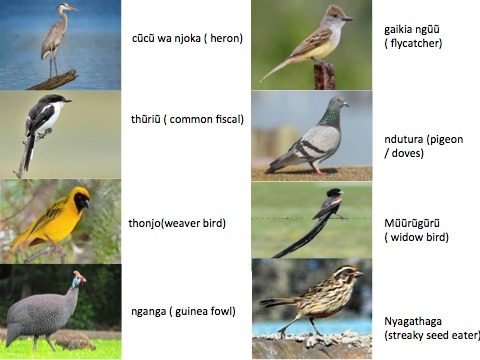 cũcũ wa njoka ( heron)
thũriũ ( common fiscal)
thonjo(weaver bird)
nganga ( guinea fowl)
gaikia ngũũ
( flycatcher)
ndutura (pigeon
/ doves)
Mũũrũgũrũ
( widow bird)
Nyagathaga
(streaky seed eater)